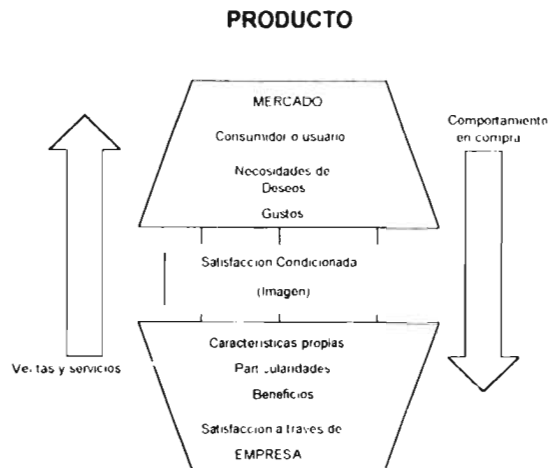 PRODUCTO
MERCADO
Consumidor o usuario
Comportamiento
en compra
Necosidades de
Deseos
Gustos
Satisfaccion Condicionada
(Imagen)
Caracteristicas propias
Ventas y servicios
Particularidades
Beneficios
Satisfaccion a traves de
EMPRESA